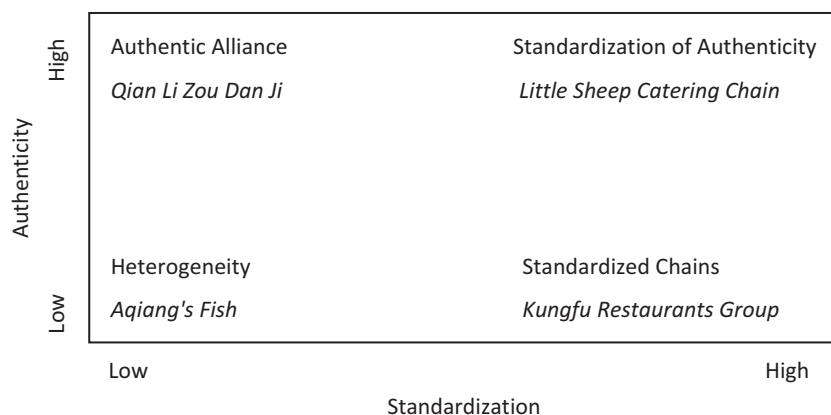 High
Authentic Alliance
Standardization of Authenticity
Qian Li Zou Dan Ji
Little Sheep Catering Chain
Authenticity
Heterogeneity
Standardized Chains
Aqiang's Fish
Kungfu Restaurants Group
Low
Low
High
Standardization